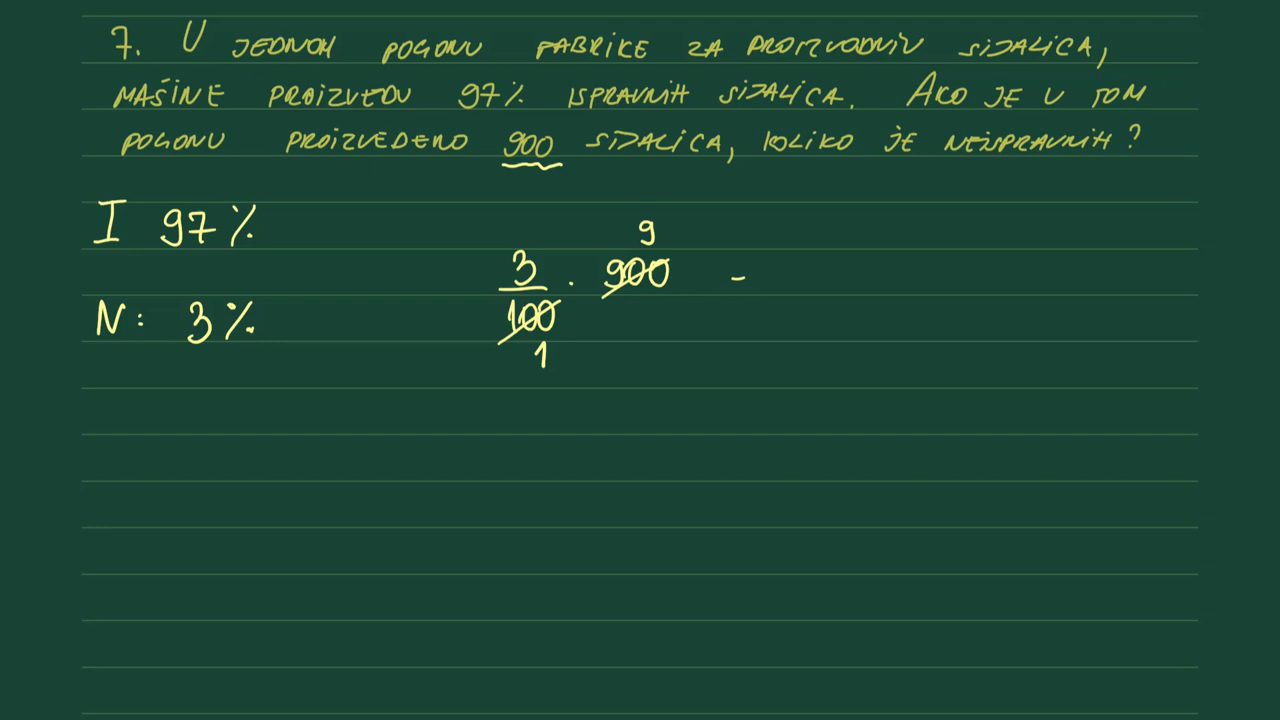 7. U JEDNOM POGONU FABRIKE ZA PROIZVODNJU SIJALICA,
MAŠINE PROIZVEDU 97% ISPRAVNIH SIJALICA. AKO JE U TOM
POGONU PROIZVEDENO 900 SIJALICA, KOLIKO JE NEISPRAVNIH?
I 97%
9
3/100 · 900 =
1
N: 3%